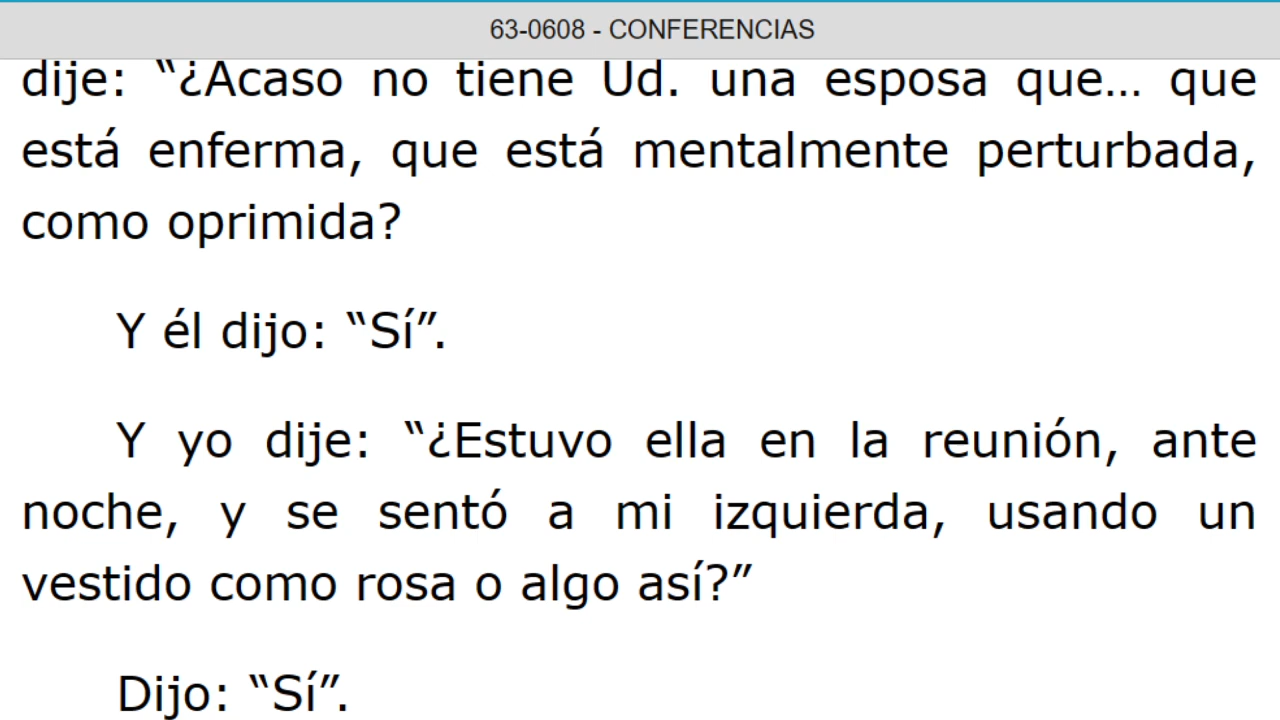 63-0608 - CONFERENCIAS
dije: “¿Acaso no tiene Ud. una esposa que… que
está enferma, que está mentalmente perturbada,
como oprimida?
Y él dijo: “Sí”.
Y yo dije: “¿Estuvo ella en la reunión, ante
noche, y se sentó a mi izquierda, usando un
vestido como rosa o algo así?”
Dijo: “Sí”.